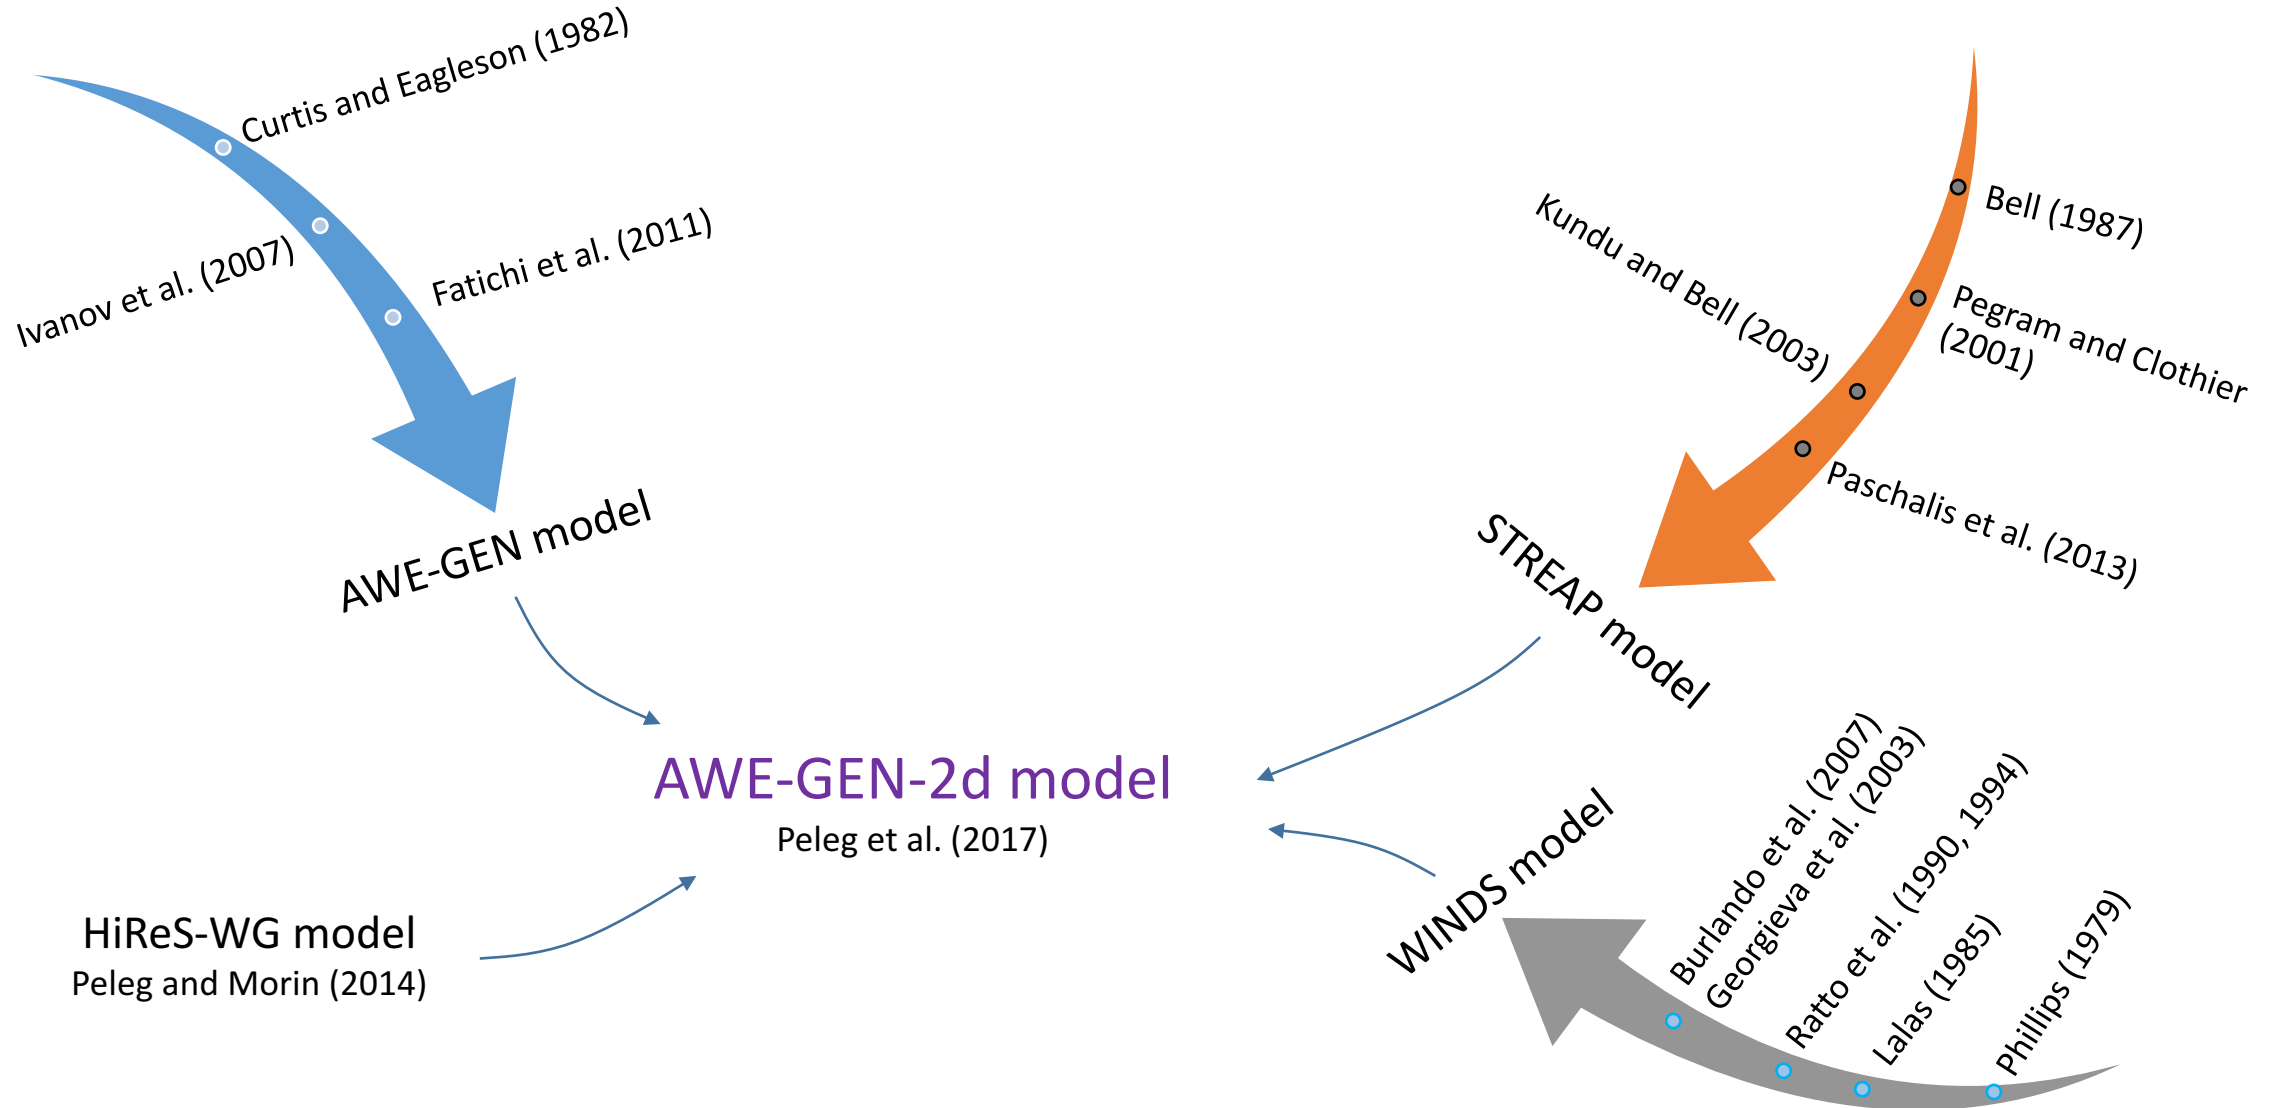 Curtis and Eagleson (1982)
Ivanov et al. (2007)
Fatichi et al. (2011)
AWE-GEN model
Bell (1987)
Pegram and Clothier
(2001)
Kundu and Bell (2003)
Paschalis et al. (2013)
STREAP model
AWE-GEN-2d model
Peleg et al. (2017)
HiReS-WG model
Peleg and Morin (2014)
WINDS model
Burlando et al. (2007)
Georgieva et al. (2003)
Ratto et al. (1990, 1994)
Lalas (1985)
Phillips (1979)